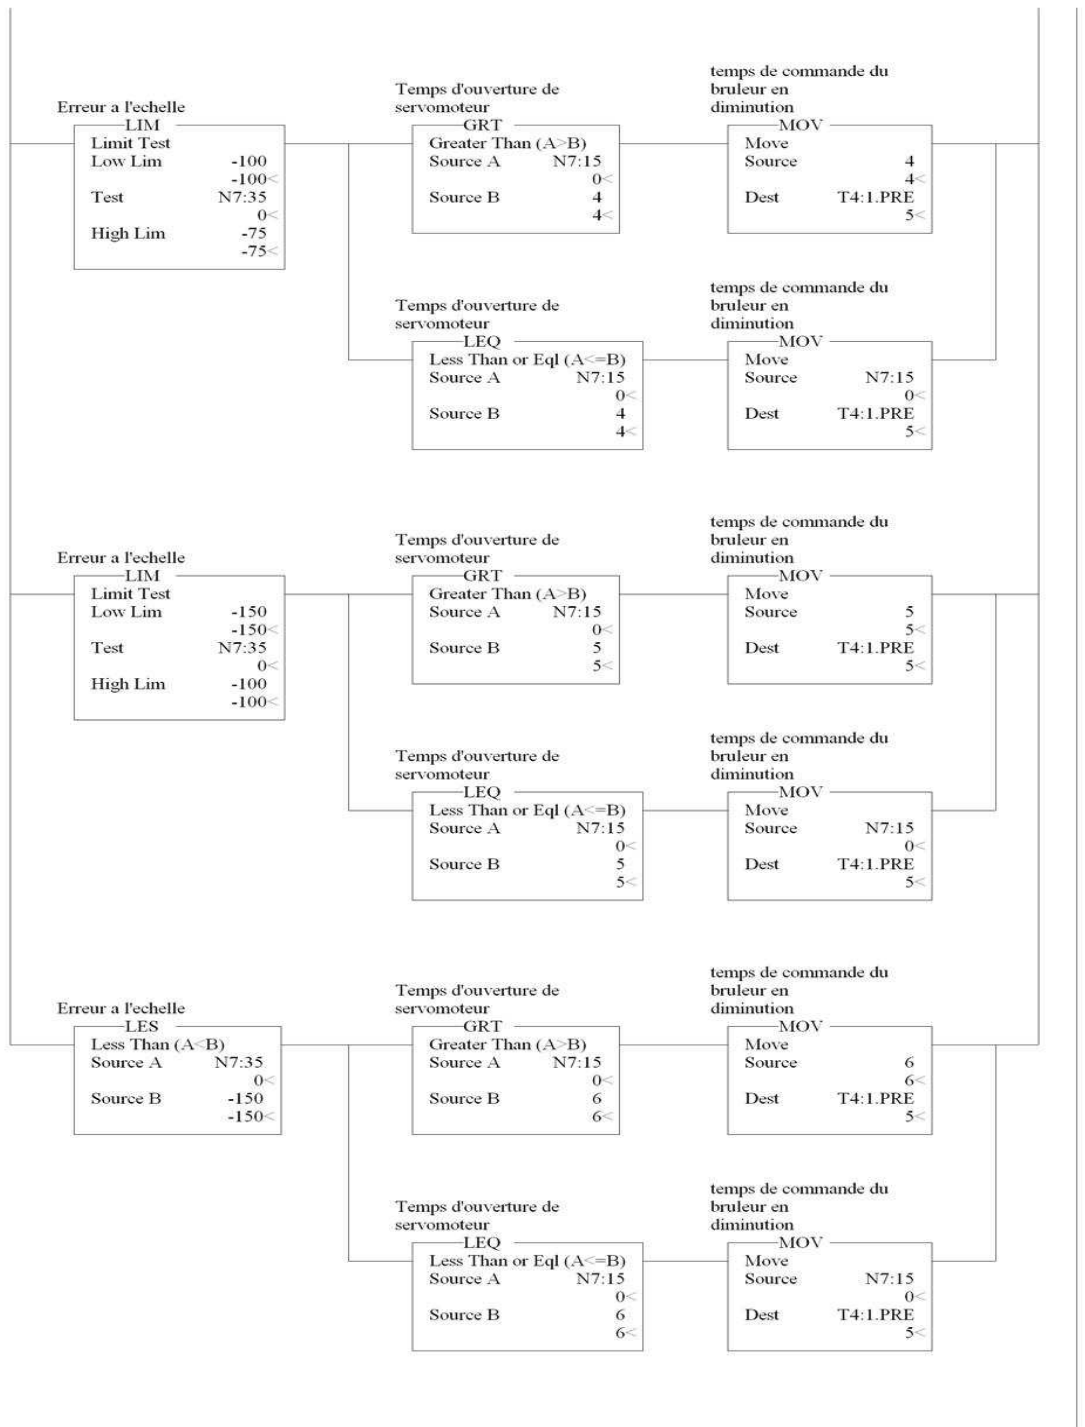 temps de commande du
Temps d'ouverture de bruleur en
Erreur a l'echelle servomoteur diminution
LIM GRT MOV
Limit Test Greater Than (A>B) Move
Low Lim -100 Source A N7:15 Source 4
-100< 0< 4<
Test N7:35 Source B 4 Dest T4:1.PRE
0< 4< 5<
High Lim -75
-75<
temps de commande du
Temps d'ouverture de bruleur en
servomoteur diminution
LEQ MOV
Less Than or Eql (A<=B) Move
Source A N7:15 Source N7:15
0< 0<
Source B 4 Dest T4:1.PRE
4< 5<
temps de commande du
Temps d'ouverture de bruleur en
Erreur a l'echelle servomoteur diminution
LIM GRT MOV
Limit Test Greater Than (A>B) Move
Low Lim -150 Source A N7:15 Source 5
-150< 0< 5<
Test N7:35 Source B 5 Dest T4:1.PRE
0< 5< 5<
High Lim -100
-100<
temps de commande du
Temps d'ouverture de bruleur en
servomoteur diminution
LEQ MOV
Less Than or Eql (A<=B) Move
Source A N7:15 Source N7:15
0< 0<
Source B 5 Dest T4:1.PRE
5< 5<
temps de commande du
Temps d'ouverture de bruleur en
Erreur a l'echelle servomoteur diminution
LES GRT MOV
Less Than (A<B) Greater Than (A>B) Move
Source A N7:35 Source A N7:15 Source 6
0< 0< 6<
Source B -150 Source B 6 Dest T4:1.PRE
-150< 6< 5<
temps de commande du
Temps d'ouverture de bruleur en
servomoteur diminution
LEQ MOV
Less Than or Eql (A<=B) Move
Source A N7:15 Source N7:15
0< 0<
Source B 6 Dest T4:1.PRE
6< 5<